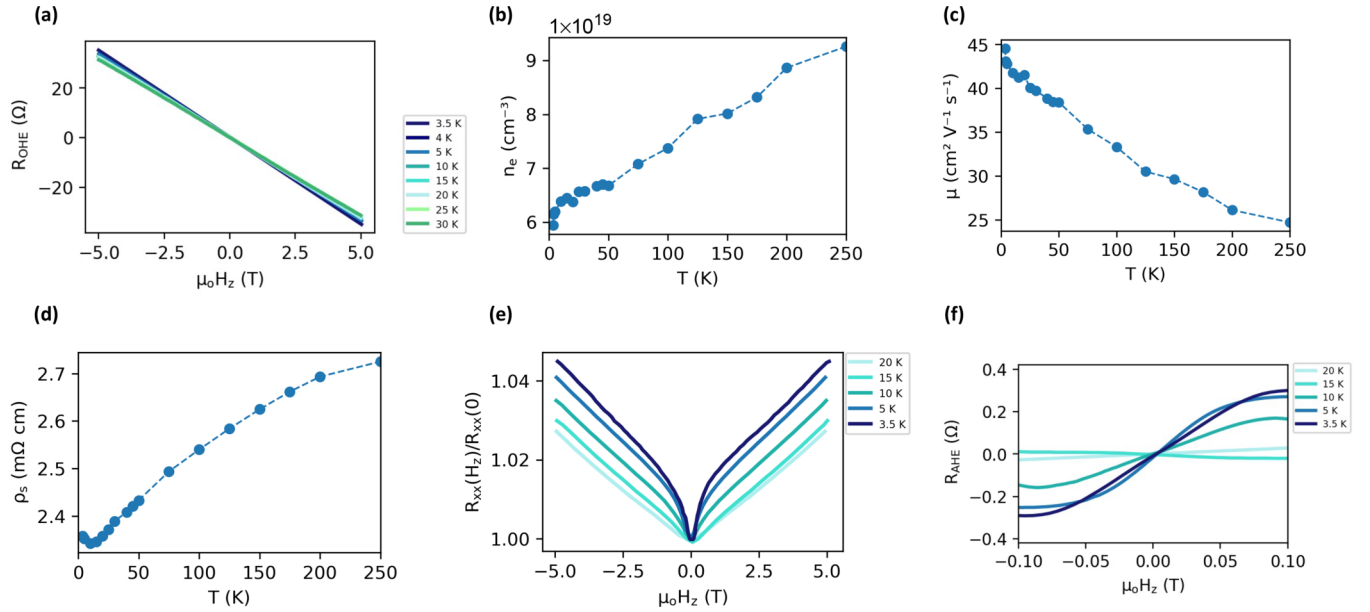 (a)
20
0
−20
R_OHE (Ω)
−5.0 −2.5 0.0 2.5 5.0
μ₀H_z (T)
3.5 K
4 K
5 K
10 K
15 K
20 K
25 K
30 K
(b)
1×10¹⁹
9
8
7
6
n_e (cm⁻³)
0 50 100 150 200 250
T (K)
(c)
45
40
35
30
25
μ (cm² V⁻¹ s⁻¹)
0 50 100 150 200 250
T (K)
(d)
2.7
2.6
2.5
2.4
ρ_s (mΩ cm)
0 50 100 150 200 250
T (K)
(e)
1.04
1.02
1.00
R_xx(H_z)/R_xx(0)
−5.0 −2.5 0.0 2.5 5.0
μ₀H_z (T)
20 K
15 K
10 K
5 K
3.5 K
(f)
0.4
0.2
0.0
−0.2
−0.4
R_AHE (Ω)
−0.10 −0.05 0.00 0.05 0.10
μ₀H_z (T)
20 K
15 K
10 K
5 K
3.5 K